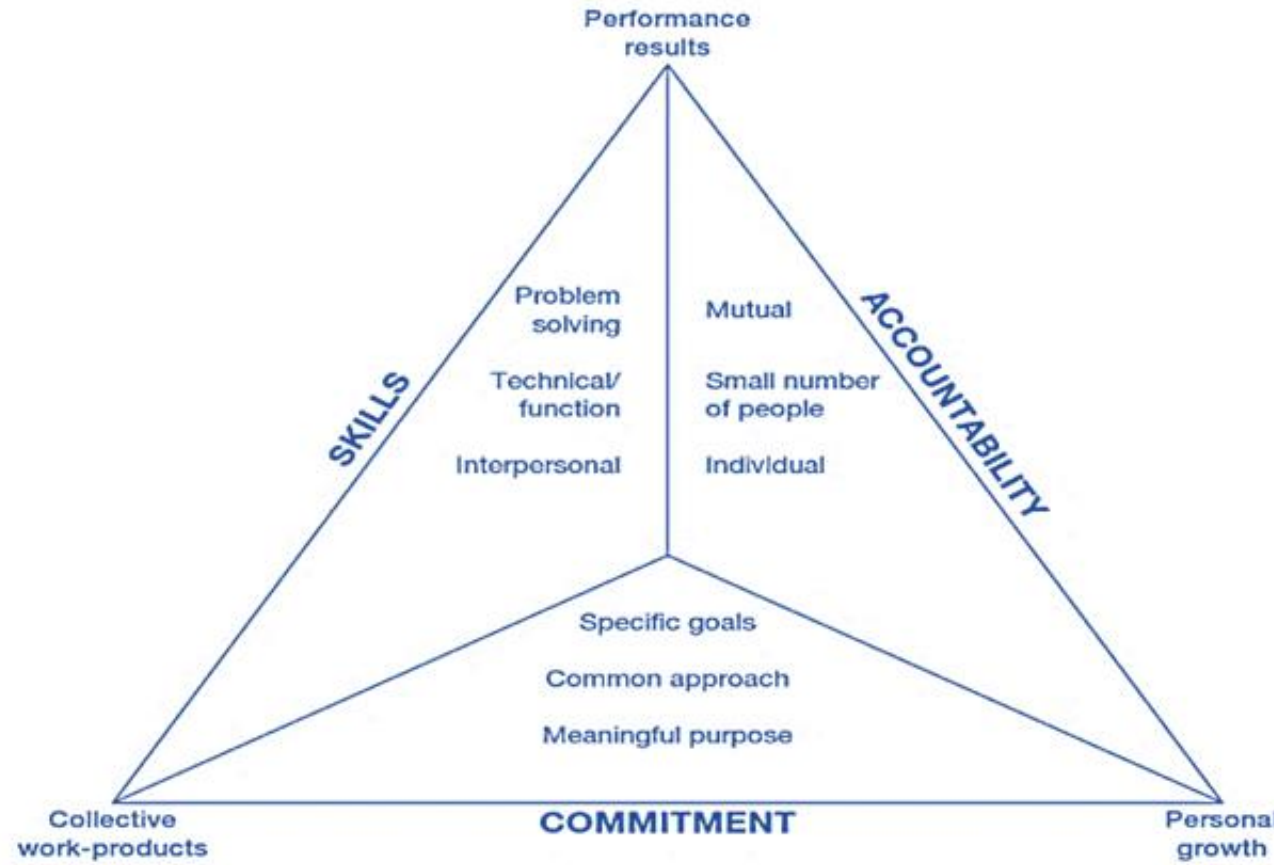 Performance
results
Problem
solving
Technical/
function
Interpersonal
Mutual
Small number
of people
Individual
SKILLS
ACCOUNTABILITY
Specific goals
Common approach
Meaningful purpose
Collective
work-products
COMMITMENT
Personal
growth